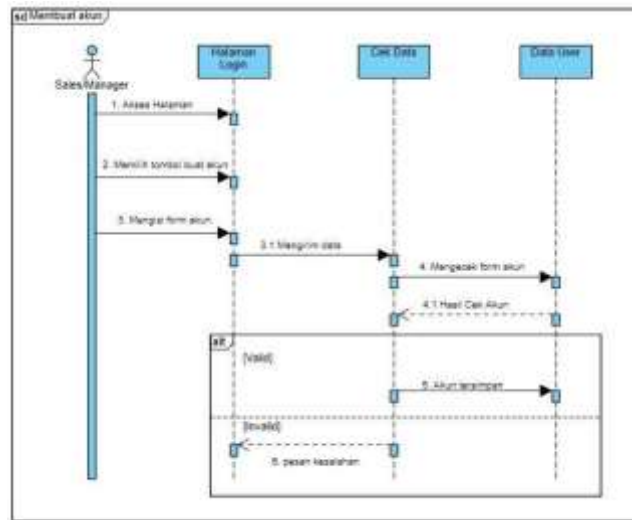 sd Membuat akun
Halaman
Login
Cek Data
Data User
Sales/Manager
1. Akses Halaman
2. Memilih tombol buat akun
3. Mengisi form akun
3.1 Mengirim data
4. Mengecek form akun
4.1 Hasil Cek Akun
alt
[Valid]
5. Akun tersimpan
[Invalid]
6. pesan kesalahan